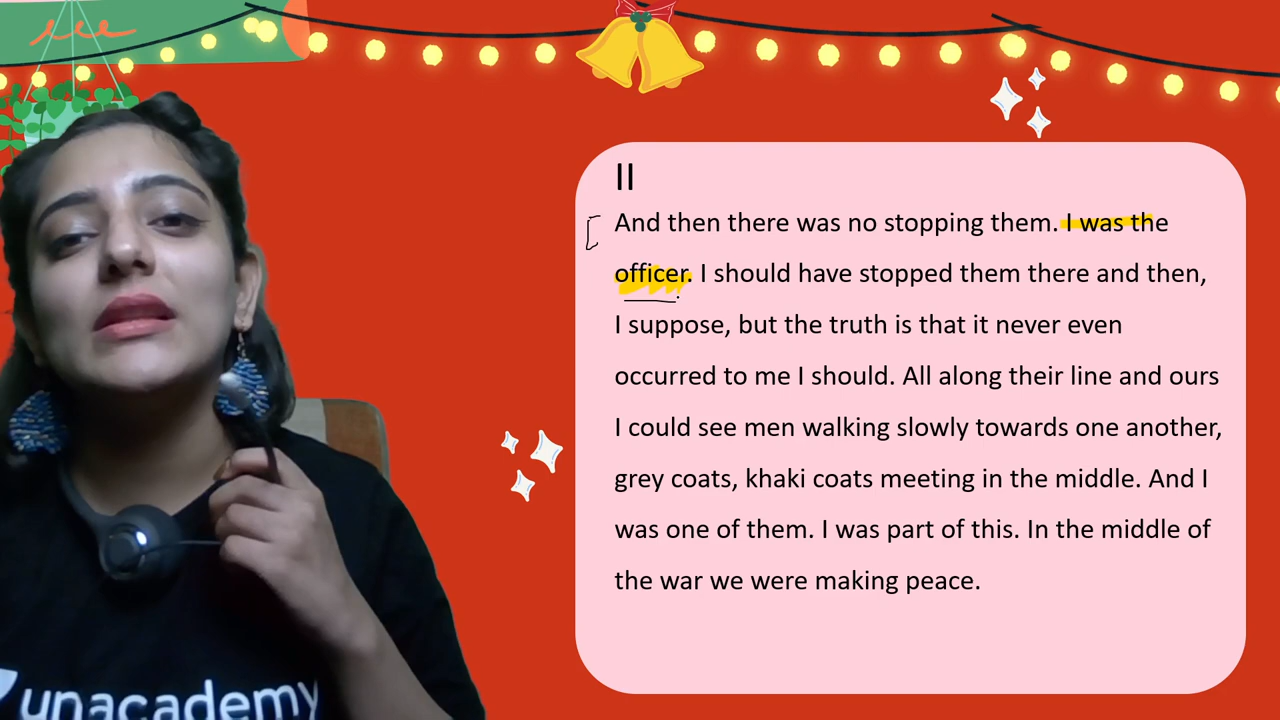 II
And then there was no stopping them. I was the
officer. I should have stopped them there and then,
I suppose, but the truth is that it never even
occurred to me I should. All along their line and ours
I could see men walking slowly towards one another,
grey coats, khaki coats meeting in the middle. And I
was one of them. I was part of this. In the middle of
the war we were making peace.
unacademy